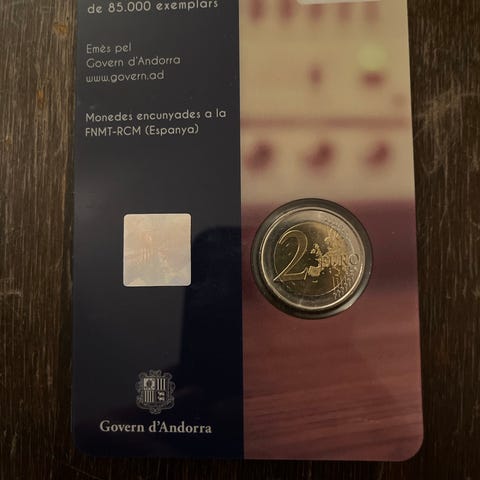 de 85.000 exemplars
Emès pel
Govern d'Andorra
www.govern.ad
Monedes encunyades a la
FNMT-RCM (Espanya)
2 EURO
Govern d'Andorra